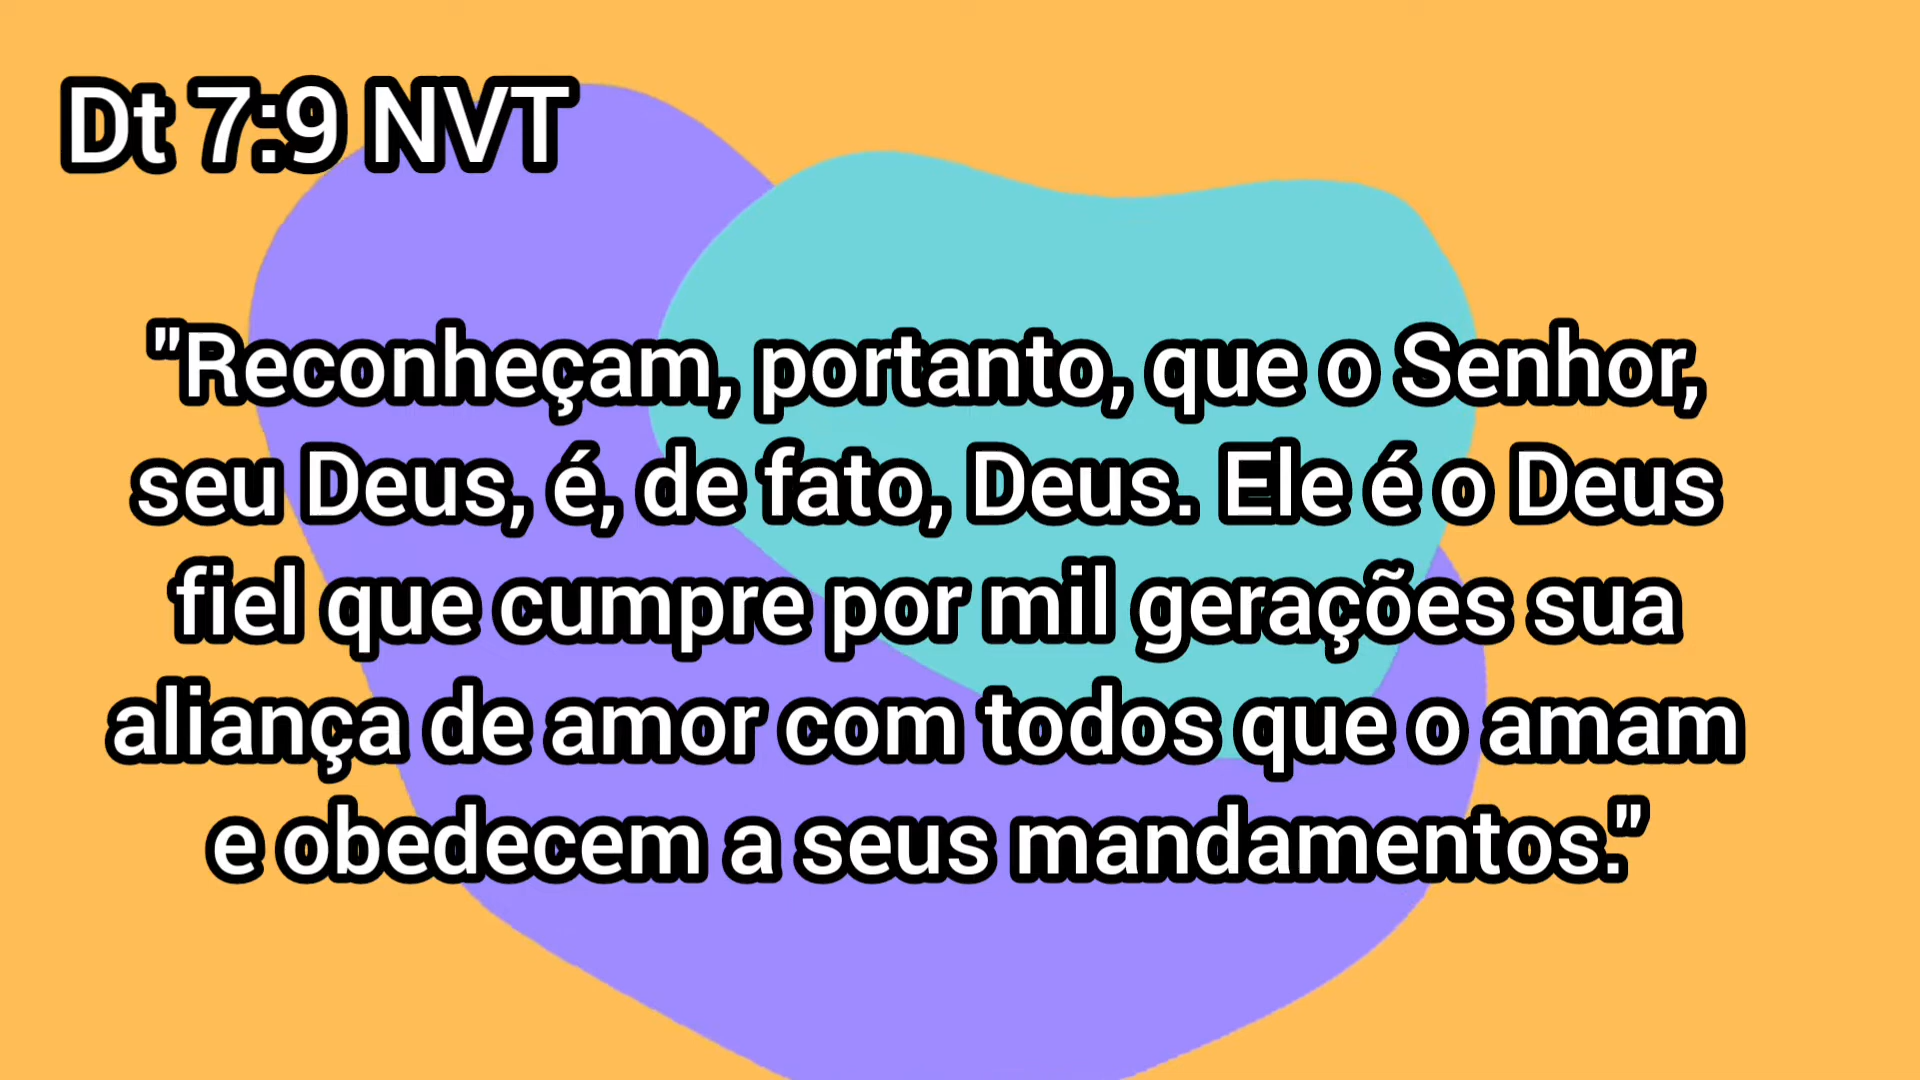 Dt 7:9 NVT
"Reconheçam, portanto, que o Senhor,
seu Deus, é, de fato, Deus. Ele é o Deus
fiel que cumpre por mil gerações sua
aliança de amor com todos que o amam
e obedecem a seus mandamentos."